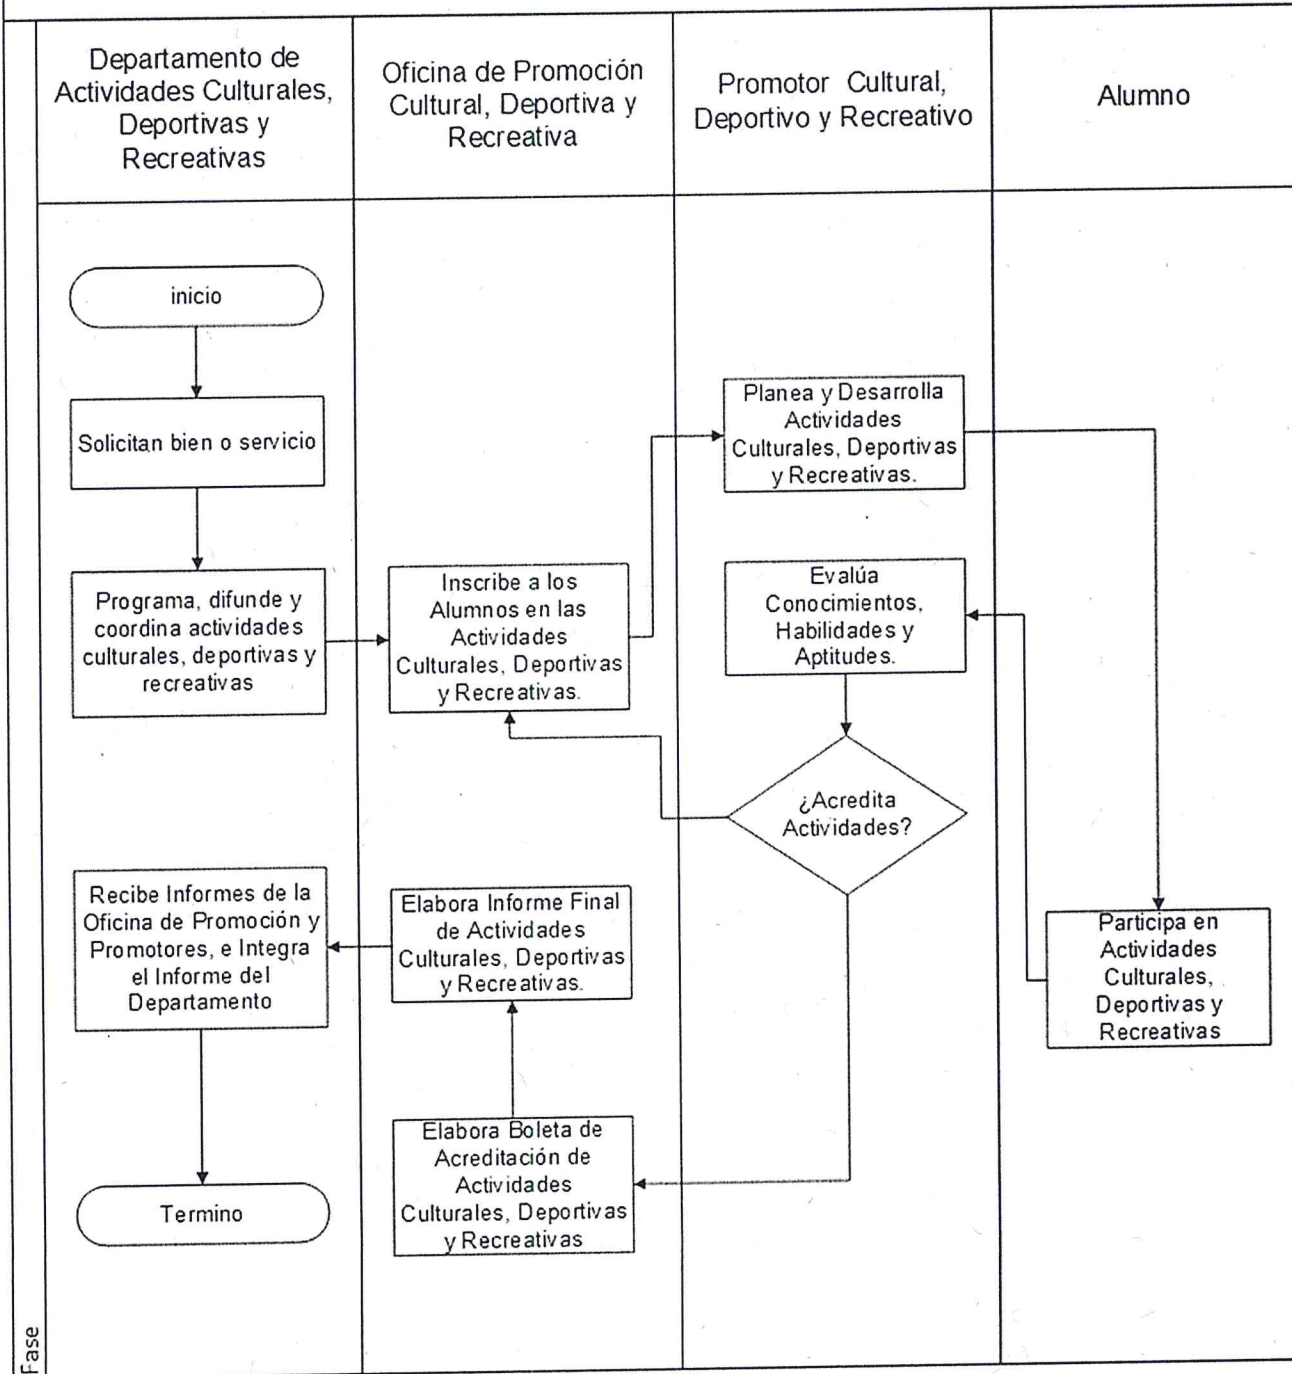 Departamento de
Actividades Culturales,
Deportivas y
Recreativas
Oficina de Promoción
Cultural, Deportiva y
Recreativa
Promotor Cultural,
Deportivo y Recreativo
Alumno
inicio
Solicitan bien o servicio
Programa, difunde y
coordina actividades
culturales, deportivas y
recreativas
Inscribe a los
Alumnos en las
Actividades
Culturales, Deportivas
y Recreativas.
Planea y Desarrolla
Actividades
Culturales, Deportivas
y Recreativas.
Evalúa
Conocimientos,
Habilidades y
Aptitudes.
¿Acredita
Actividades?
Participa en
Actividades
Culturales,
Deportivas y
Recreativas
Recibe Informes de la
Oficina de Promoción y
Promotores, e Integra
el Informe del
Departamento
Elabora Informe Final
de Actividades
Culturales, Deportivas
y Recreativas.
Elabora Boleta de
Acreditación de
Actividades
Culturales, Deportivas
y Recreativas
Termino
Fase